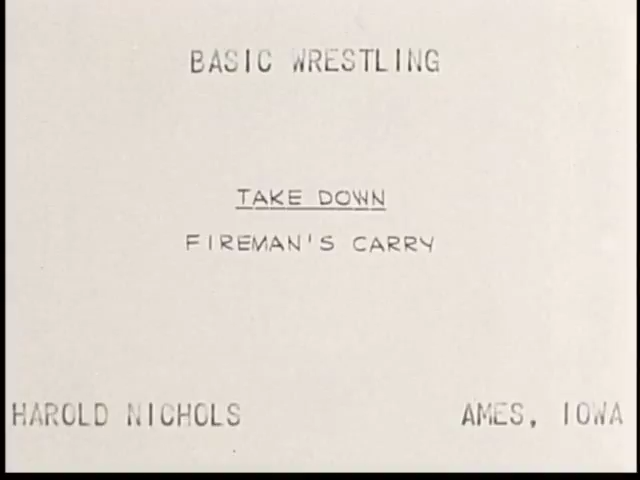 BASIC WRESTLING
TAKE DOWN
FIREMAN'S CARRY
HAROLD NICHOLS AMES, IOWA